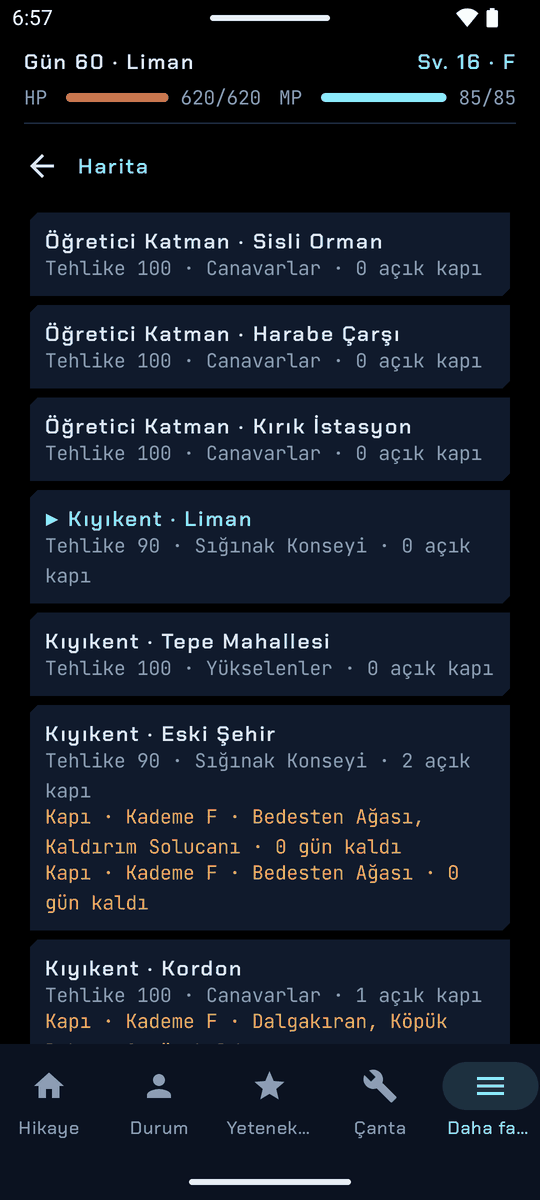 6:57
Gün 60 · Liman Sv. 16 · F
HP 620/620 MP 85/85
Harita
Öğretici Katman · Sisli Orman
Tehlike 100 · Canavarlar · 0 açık kapı
Öğretici Katman · Harabe Çarşı
Tehlike 100 · Canavarlar · 0 açık kapı
Öğretici Katman · Kırık İstasyon
Tehlike 100 · Canavarlar · 0 açık kapı
▶ Kıyıkent · Liman
Tehlike 90 · Sığınak Konseyi · 0 açık
kapı
Kıyıkent · Tepe Mahallesi
Tehlike 100 · Yükselenler · 0 açık kapı
Kıyıkent · Eski Şehir
Tehlike 90 · Sığınak Konseyi · 2 açık
kapı
Kapı · Kademe F · Bedesten Ağası,
Kaldırım Solucanı · 0 gün kaldı
Kapı · Kademe F · Bedesten Ağası · 0
gün kaldı
Kıyıkent · Kordon
Tehlike 100 · Canavarlar · 1 açık kapı
Kapı · Kademe F · Dalgakıran, Köpük
Hikaye Durum Yetenek... Çanta Daha fa...